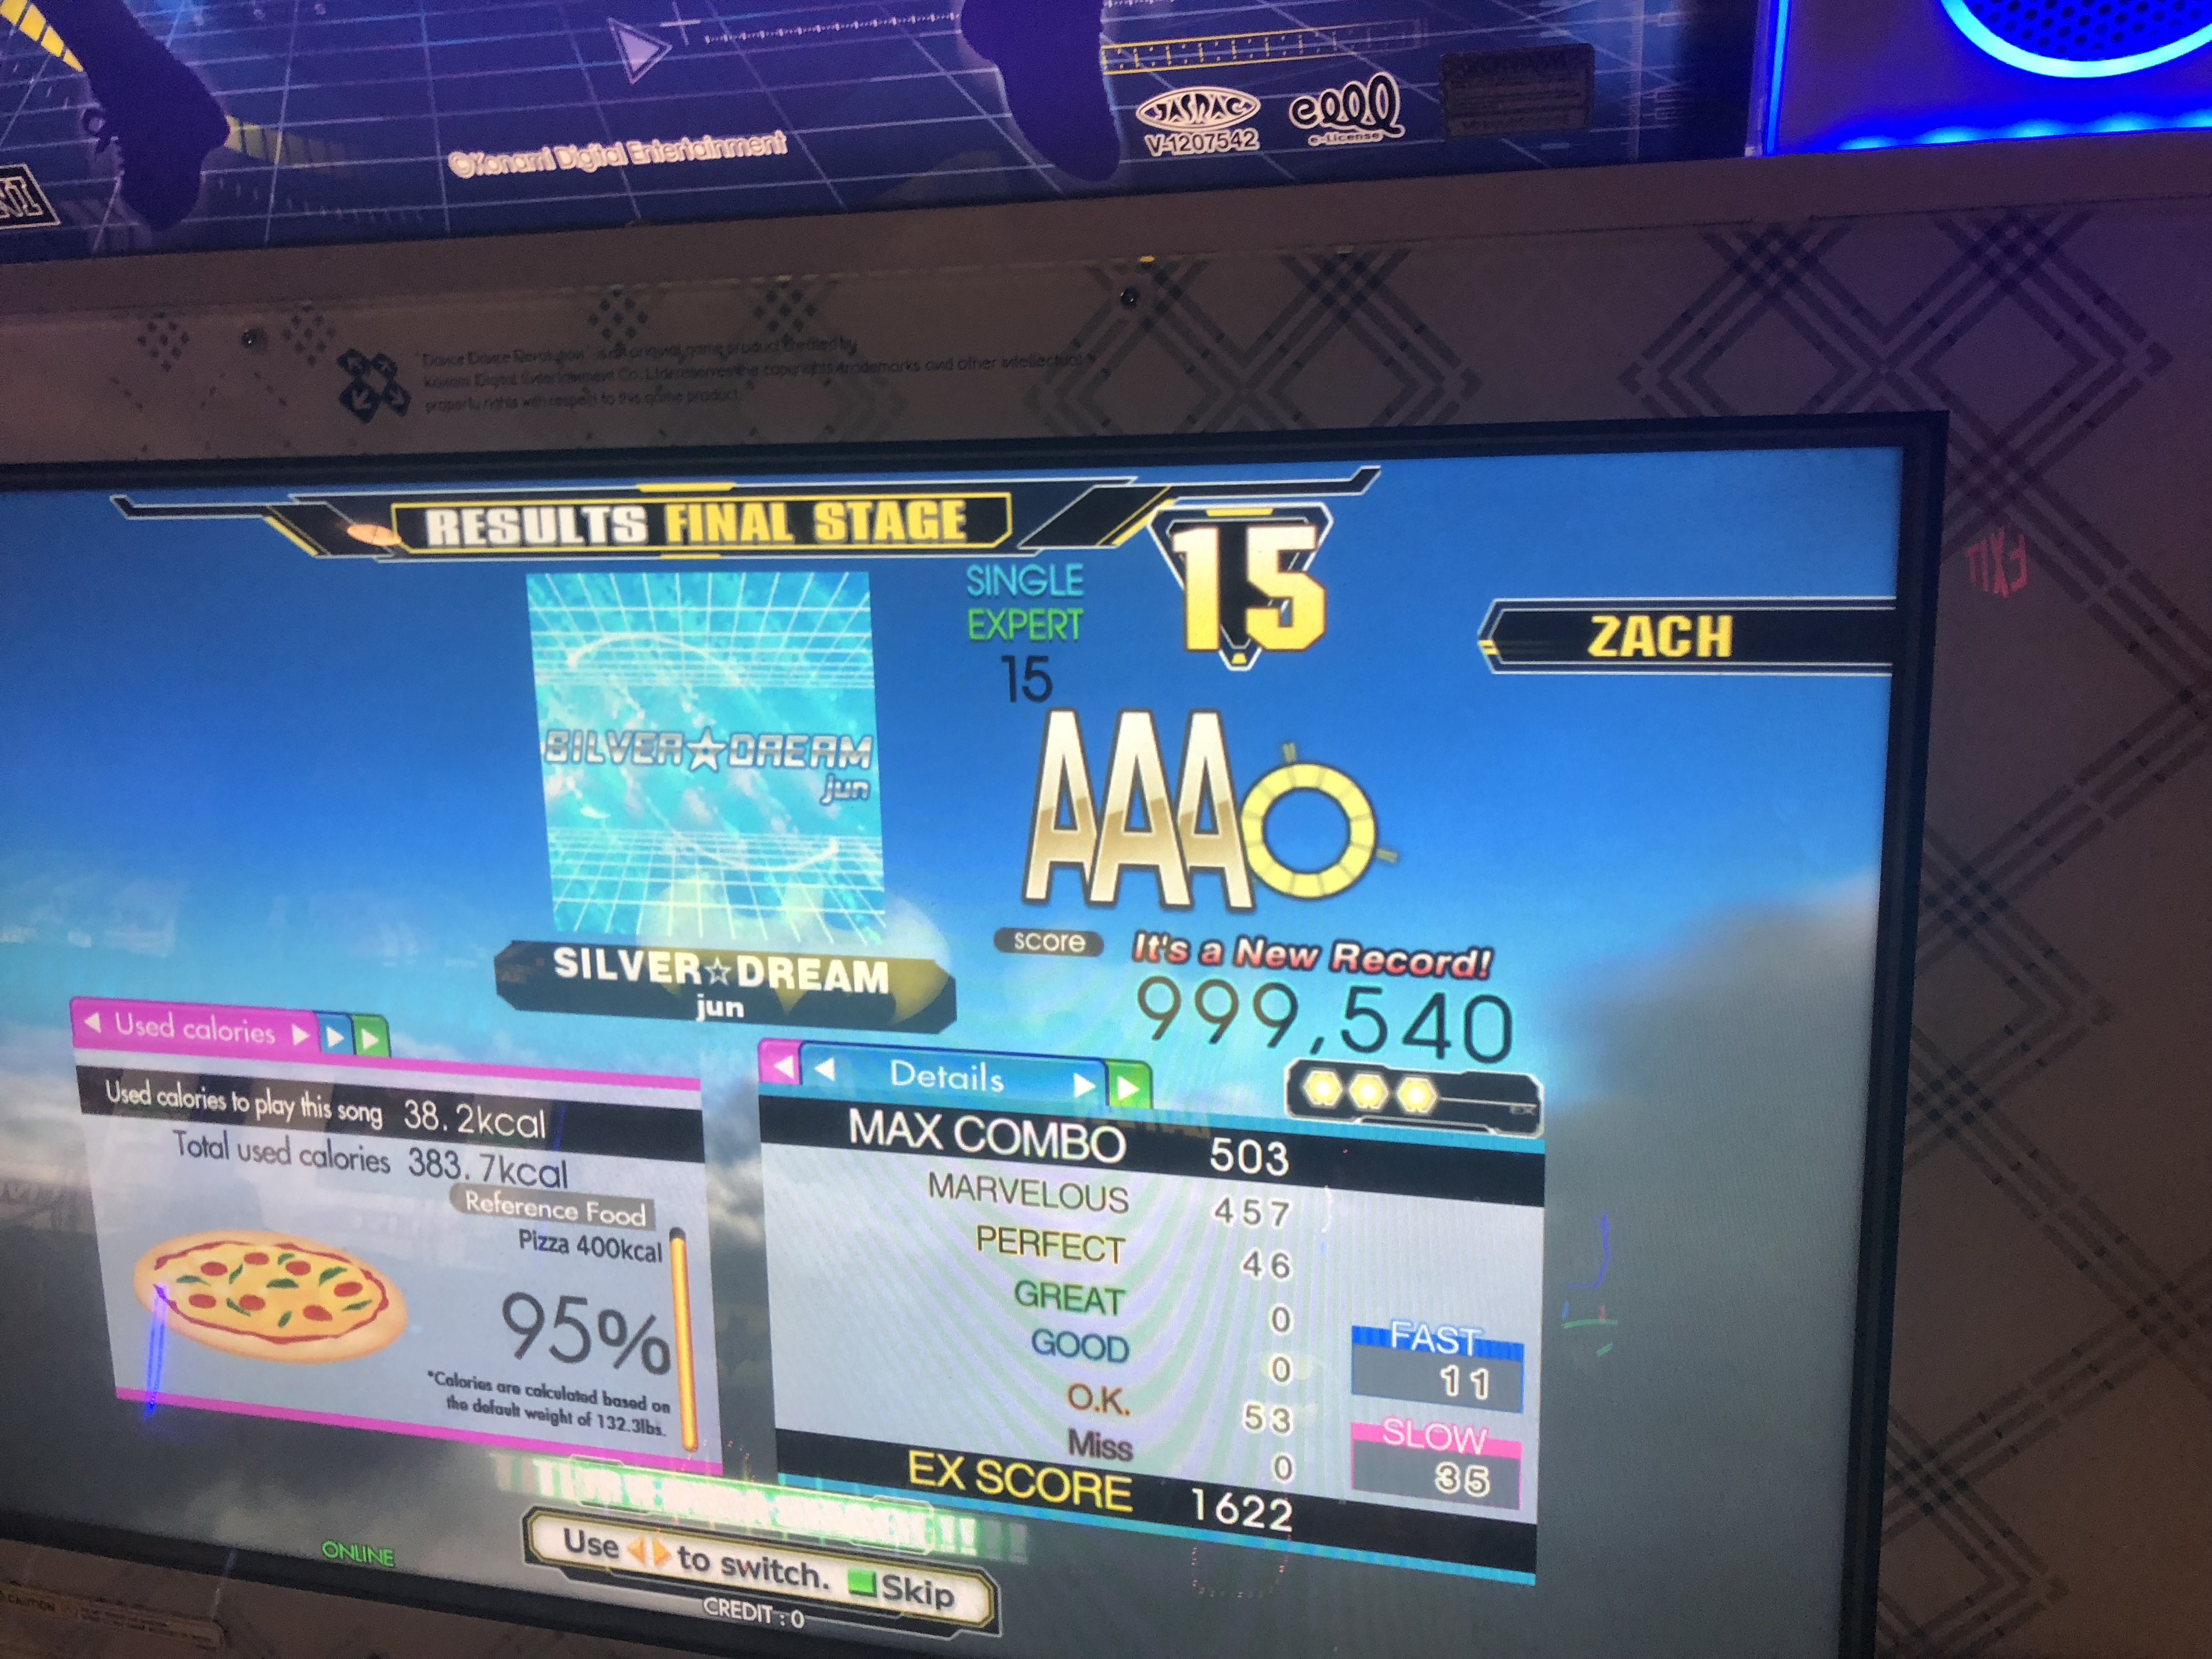 ©Konami Digital Entertainment
JASRAC
V-1207542
elll
e-License
NI
"Dance Dance Revolution" is an original game product created by
Konami Digital Entertainment Co., Ltd. reserves the copyrights, trademarks and other intellectual
property rights with respect to this game product.
RESULTS FINAL STAGE
15
SINGLE
EXPERT
15
ZACH
EXIT
SILVER☆DREAM
jun
AAA
SILVER☆DREAM
jun
score
It's a New Record!
999,540
Used calories
Used calories to play this song 38.2kcal
Total used calories 383.7kcal
Reference Food
Pizza 400kcal
95%
*Calories are calculated based on
the default weight of 132.3lbs.
Details
EX
MAX COMBO 503
MARVELOUS 457
PERFECT 46
GREAT 0
GOOD 0
O.K. 53
Miss 0
EX SCORE 1622
FAST
11
SLOW
35
Use to switch. Skip
ONLINE
CREDIT : 0
CAUTION